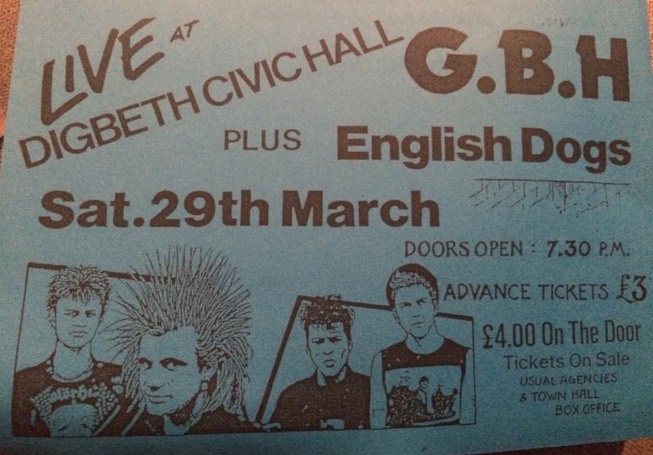 LIVE AT
DIGBETH CIVIC HALL
G.B.H
PLUS English Dogs
Sat.29th March
DOORS OPEN : 7.30 P.M.
ADVANCE TICKETS £3
£4.00 On The Door
Tickets On Sale
USUAL AGENCIES
& TOWN HALL
BOX OFFICE